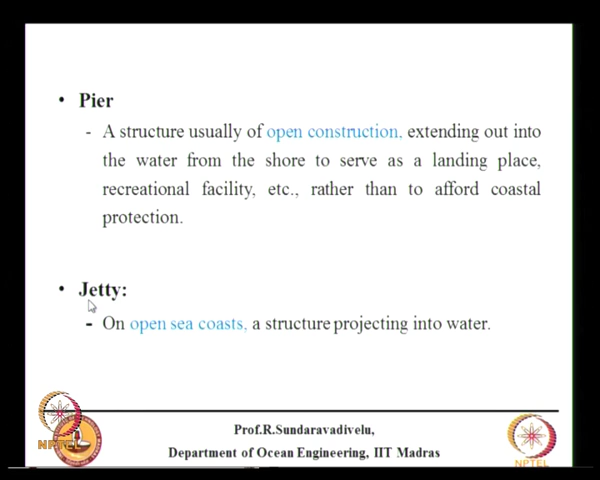 • Pier
- A structure usually of open construction, extending out into
the water from the shore to serve as a landing place,
recreational facility, etc., rather than to afford coastal
protection.
• Jetty:
- On open sea coasts, a structure projecting into water.
Prof.R.Sundaravadivelu,
Department of Ocean Engineering, IIT Madras
NPTEL
NPTEL